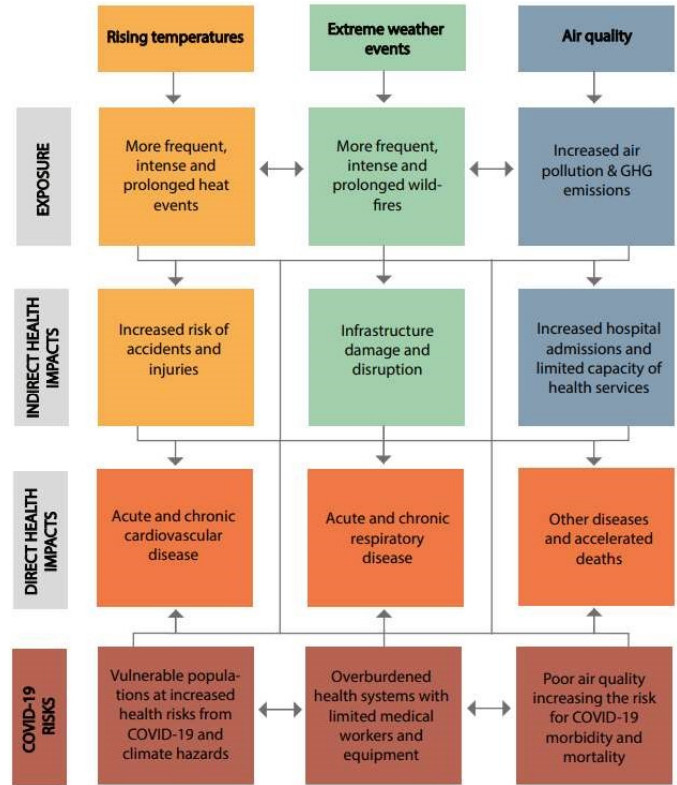 Rising temperatures
Extreme weather
events
Air quality
EXPOSURE
More frequent,
intense and
prolonged heat
events
More frequent,
intense and
prolonged wild-
fires
Increased air
pollution & GHG
emissions
INDIRECT HEALTH
IMPACTS
Increased risk of
accidents and
injuries
Infrastructure
damage and
disruption
Increased hospital
admissions and
limited capacity of
health services
DIRECT HEALTH
IMPACTS
Acute and chronic
cardiovascular
disease
Acute and chronic
respiratory
disease
Other diseases
and accelerated
deaths
COVID-19
RISKS
Vulnerable popula-
tions at increased
health risks from
COVID-19 and
climate hazards
Overburdened
health systems with
limited medical
workers and
equipment
Poor air quality
increasing the risk
for COVID-19
morbidity and
mortality